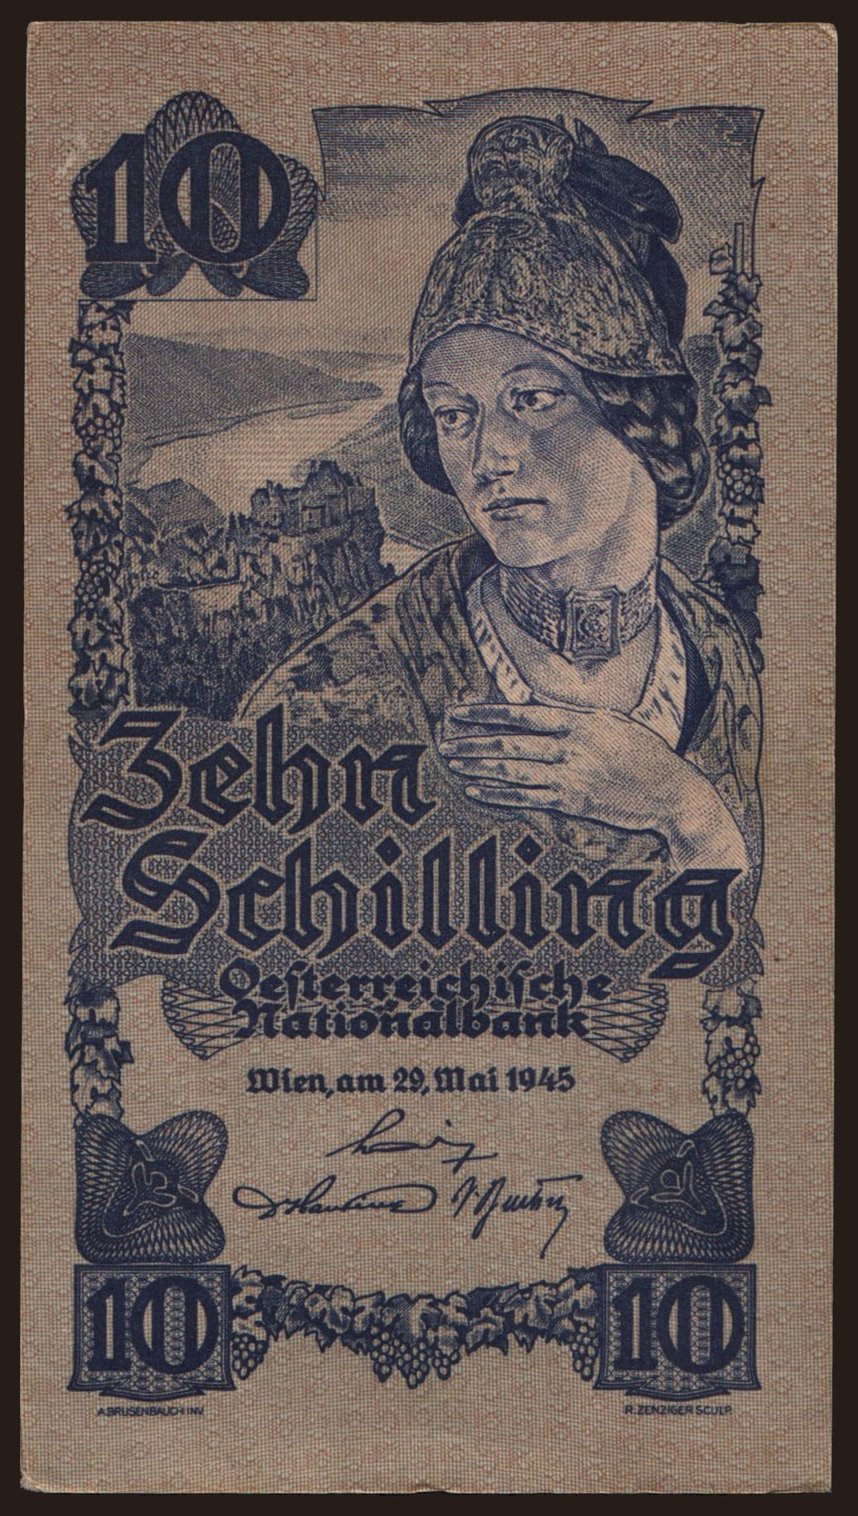 10
Zehn
Schilling
Oesterreichische
Nationalbank
Wien, am 29. Mai 1945
10 10
A.BRUSENBAUCH INV. R.ZENZIGER SCULP.